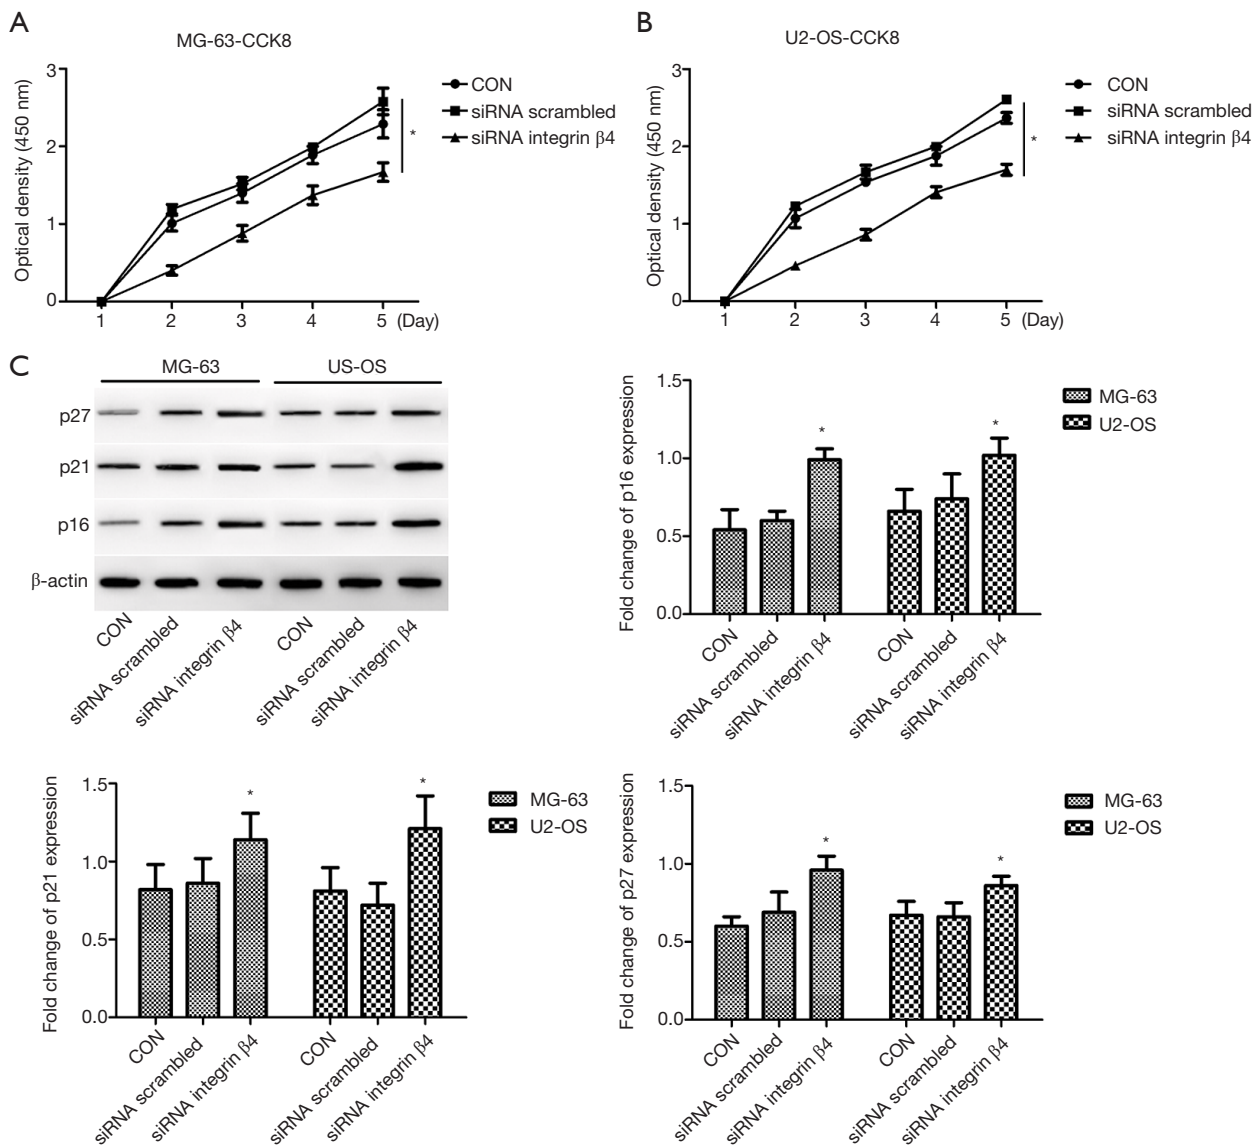 A
MG-63-CCK8
Optical density (450 nm)
3
2
1
0
1 2 3 4 5 (Day)
CON
siRNA scrambled
siRNA integrin β4
*
B
U2-OS-CCK8
Optical density (450 nm)
3
2
1
0
1 2 3 4 5 (Day)
CON
siRNA scrambled
siRNA integrin β4
*
C
MG-63 US-OS
p27
p21
p16
β-actin
CON
siRNA scrambled
siRNA integrin β4
CON
siRNA scrambled
siRNA integrin β4
Fold change of p16 expression
1.5
1.0
0.5
0.0
* *
MG-63
U2-OS
CON
siRNA scrambled
siRNA integrin β4
CON
siRNA scrambled
siRNA integrin β4
Fold change of p21 expression
1.5
1.0
0.5
0.0
* *
MG-63
U2-OS
CON
siRNA scrambled
siRNA integrin β4
CON
siRNA scrambled
siRNA integrin β4
Fold change of p27 expression
1.5
1.0
0.5
0.0
* *
MG-63
U2-OS
CON
siRNA scrambled
siRNA integrin β4
CON
siRNA scrambled
siRNA integrin β4